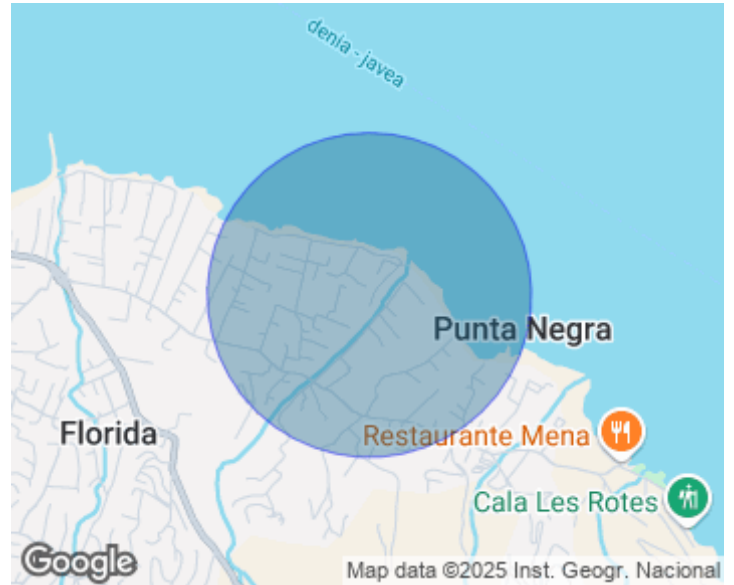 denia - javea
Punta Negra
Florida
Restaurante Mena
Cala Les Rotes
Google
Map data ©2025 Inst. Geogr. Nacional